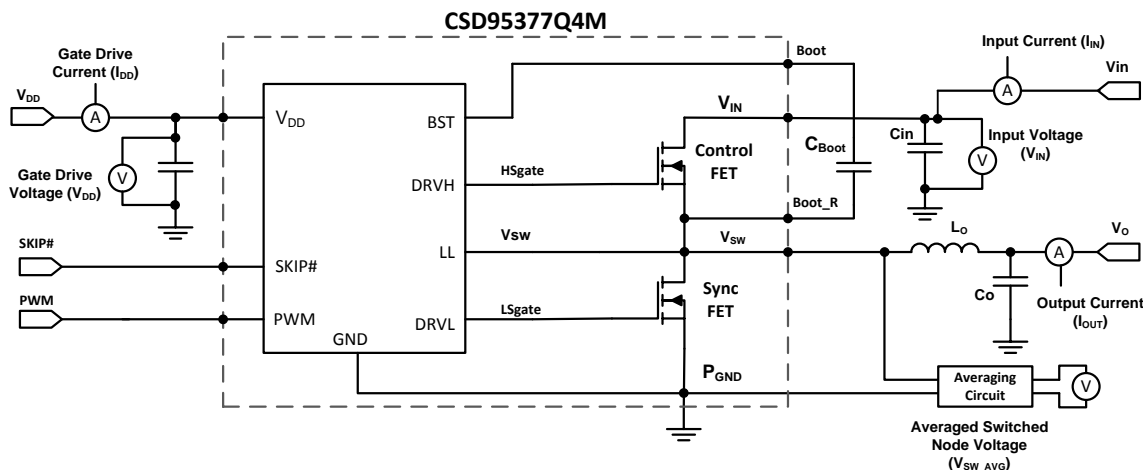 CSD95377Q4M
Gate Drive
Current (IDD)
VDD
A
V
Gate Drive
Voltage (VDD)
SKIP#
PWM
VDD
SKIP#
PWM
GND
BST
DRVH
LL
DRVL
HSgate
Vsw
LSgate
Control
FET
Sync
FET
PGND
Boot
VIN
CBoot
Boot_R
VSW
Input Current (IIN)
Vin
A
Cin
V
Input Voltage
(VIN)
LO
VO
A
Co
Output Current
(IOUT)
Averaging
Circuit
V
Averaged Switched
Node Voltage
(VSW_AVG)